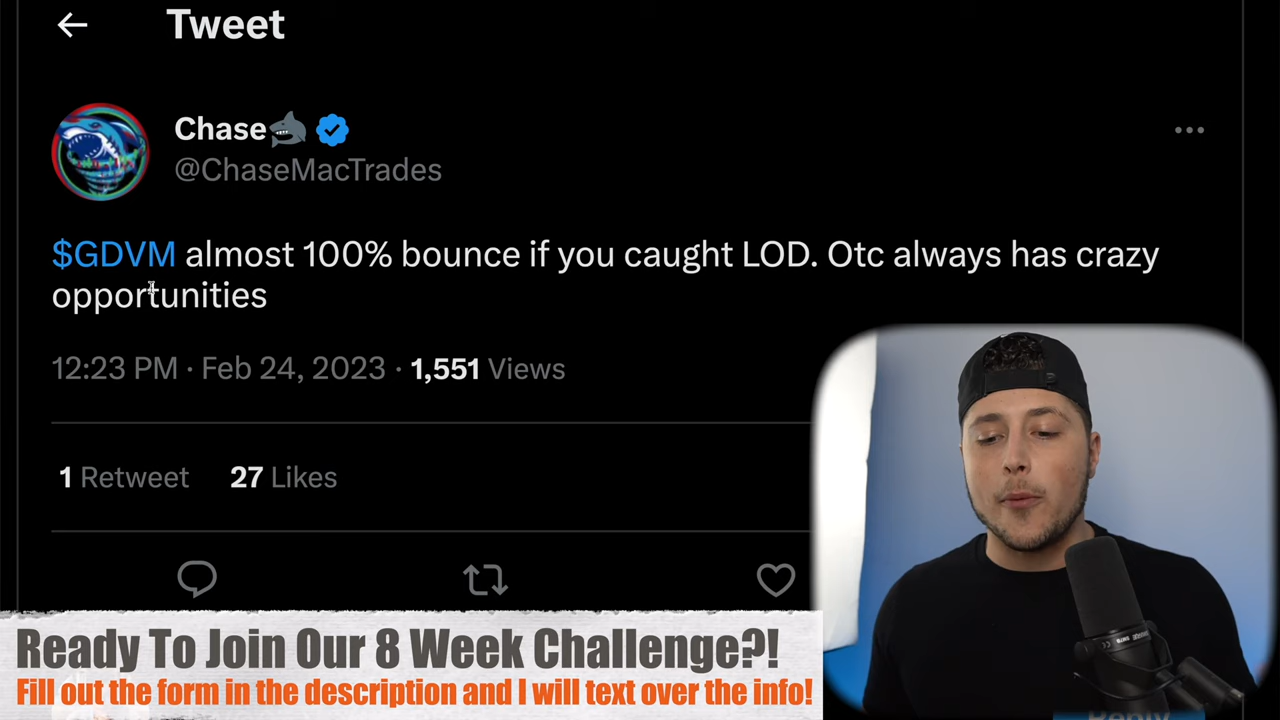 Tweet
Chase
@ChaseMacTrades
$GDVM almost 100% bounce if you caught LOD. Otc always has crazy
opportunities
12:23 PM · Feb 24, 2023 · 1,551 Views
1 Retweet 27 Likes
Ready To Join Our 8 Week Challenge?!
Fill out the form in the description and I will text over the info!
Reply